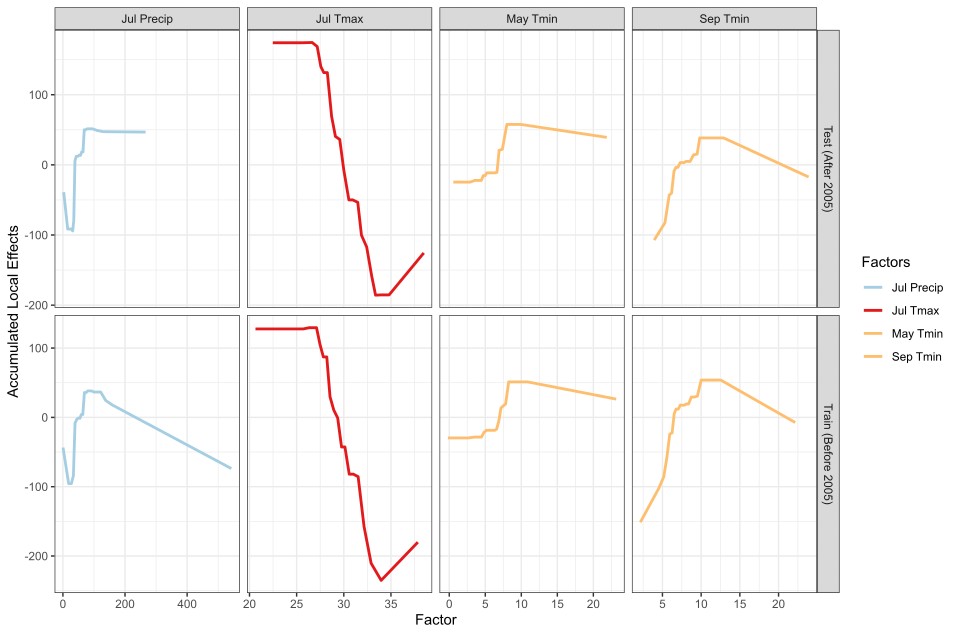 Jul Precip
Jul Tmax
May Tmin
Sep Tmin
Accumulated Local Effects
100
0
-100
-200
Test (After 2005)
100
0
-100
-200
Train (Before 2005)
0
200
400
20
25
30
35
0
5
10
15
20
5
10
15
20
Factor
Factors
Jul Precip
Jul Tmax
May Tmin
Sep Tmin